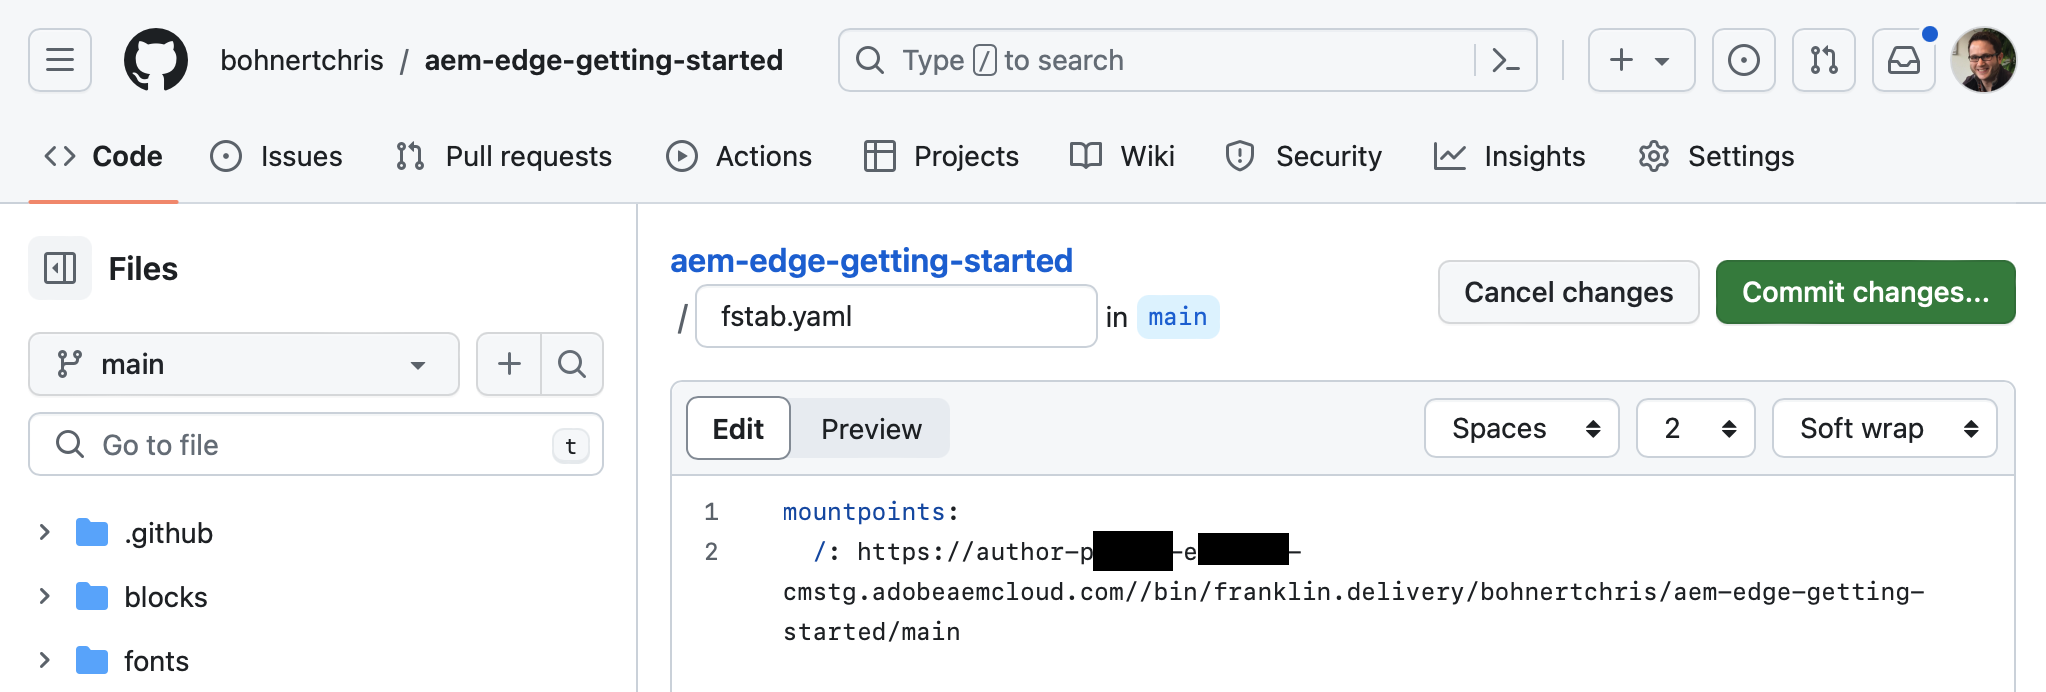 bohnertchris / aem-edge-getting-started
Type / to search
Code
Issues
Pull requests
Actions
Projects
Wiki
Security
Insights
Settings
Files
main
Go to file
t
.github
blocks
fonts
aem-edge-getting-started
/ fstab.yaml in main
Cancel changes
Commit changes...
Edit
Preview
Spaces
2
Soft wrap
1 mountpoints:
2 /: https://author-p -e -
cmstg.adobeaemcloud.com//bin/franklin.delivery/bohnertchris/aem-edge-getting-
started/main